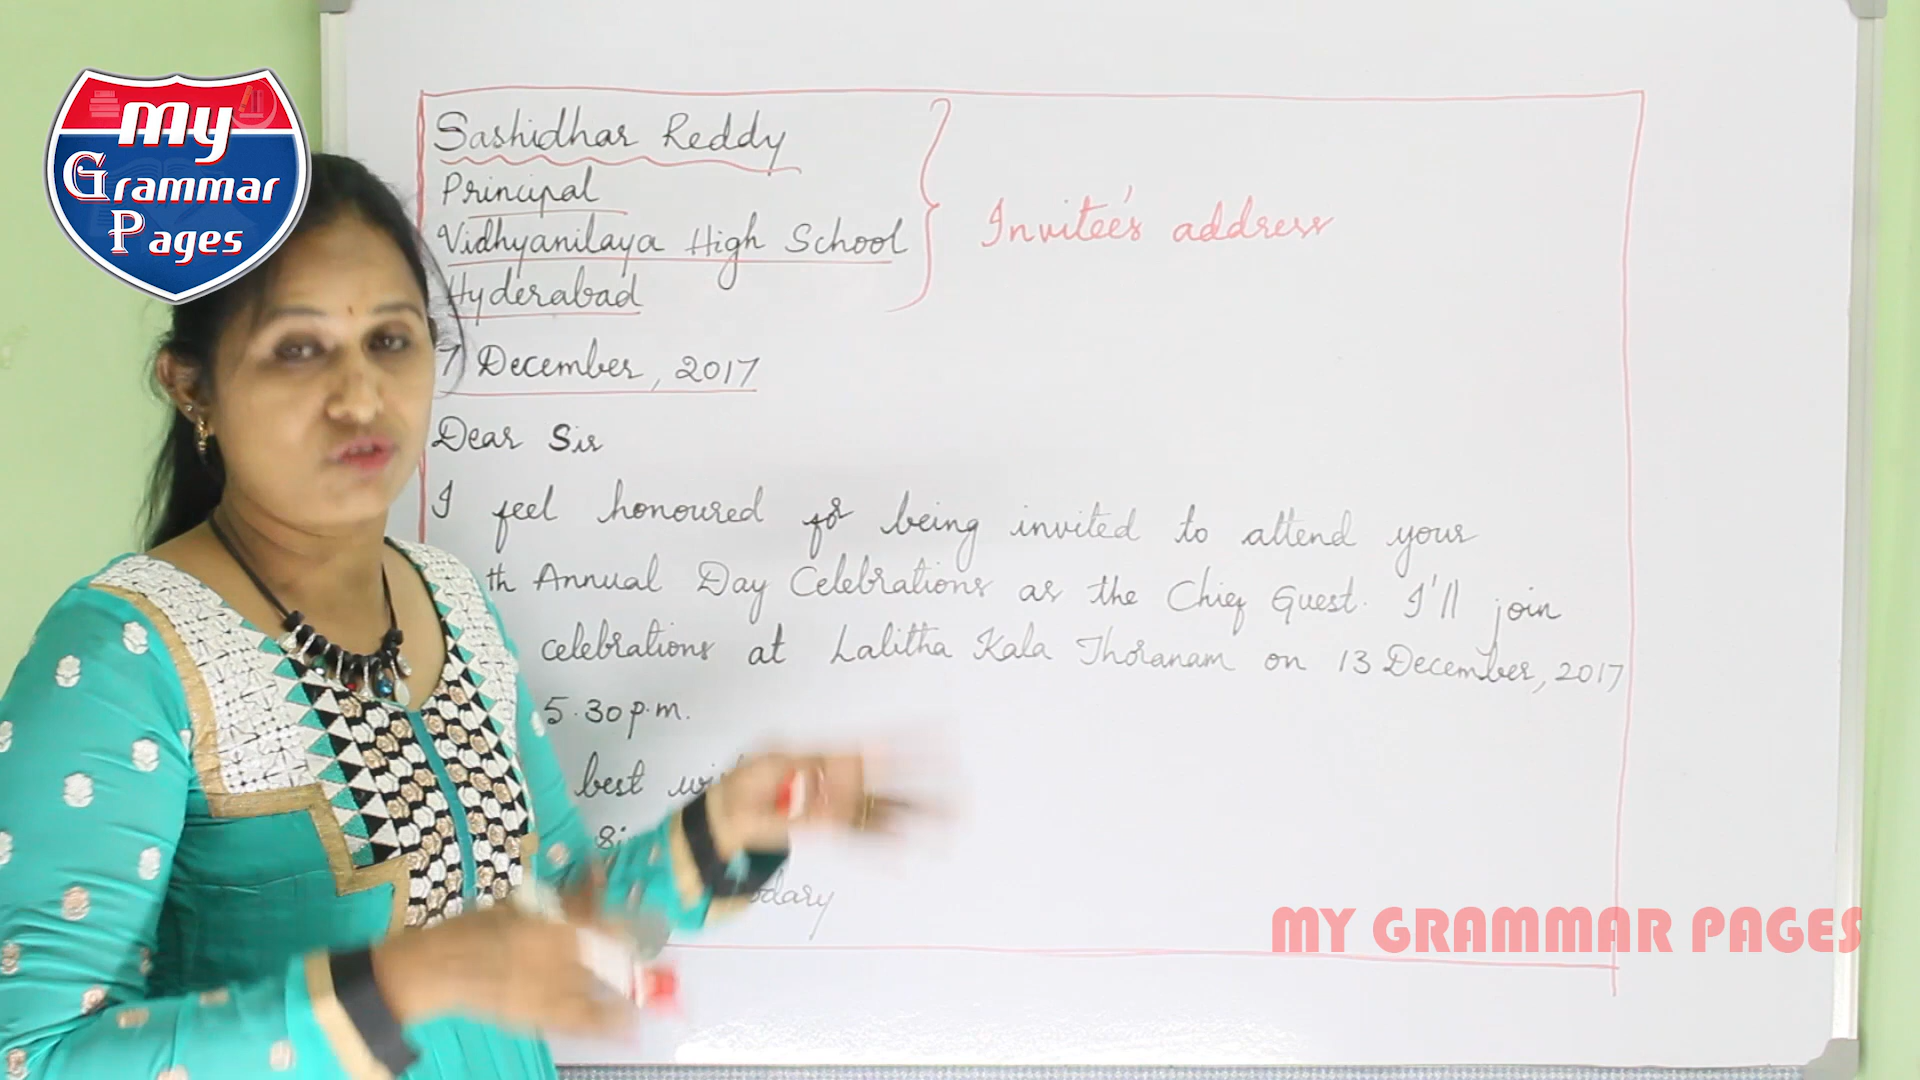 My
Grammar
Pages
Sashidhar Reddy
Principal
Vidhyanilaya High School
Hyderabad
Invitee's address
7 December, 2017
Dear Sir
I feel honoured for being invited to attend your
th Annual Day Celebrations as the Chief Guest. I'll join
celebrations at Lalitha Kala Thoranam on 13 December, 2017
5.30 p.m.
best
MY GRAMMAR PAGES